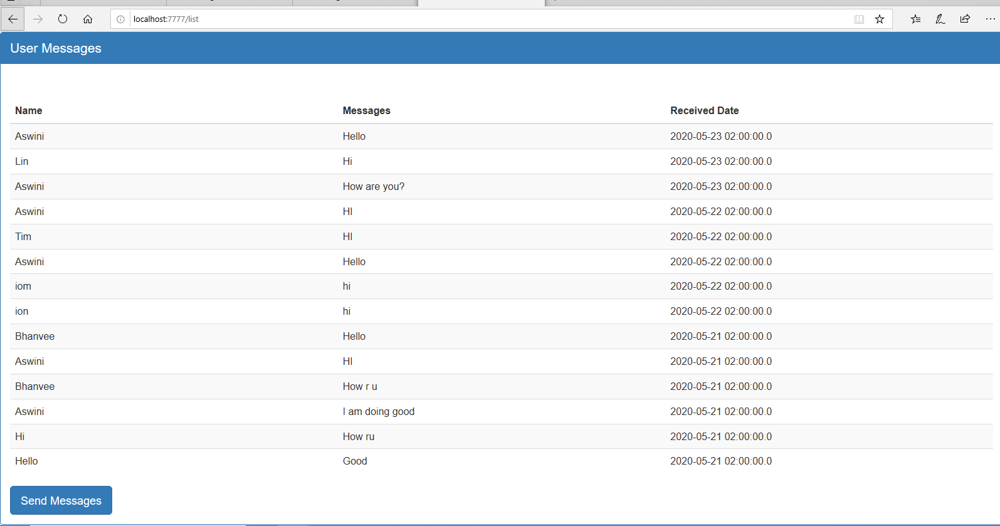 localhost:7777/list
User Messages
Name Messages Received Date
Aswini Hello 2020-05-23 02:00:00.0
Lin Hi 2020-05-23 02:00:00.0
Aswini How are you? 2020-05-23 02:00:00.0
Aswini HI 2020-05-22 02:00:00.0
Tim HI 2020-05-22 02:00:00.0
Aswini Hello 2020-05-22 02:00:00.0
iom hi 2020-05-22 02:00:00.0
ion hi 2020-05-22 02:00:00.0
Bhanvee Hello 2020-05-21 02:00:00.0
Aswini HI 2020-05-21 02:00:00.0
Bhanvee How r u 2020-05-21 02:00:00.0
Aswini I am doing good 2020-05-21 02:00:00.0
Hi How ru 2020-05-21 02:00:00.0
Hello Good 2020-05-21 02:00:00.0
Send Messages